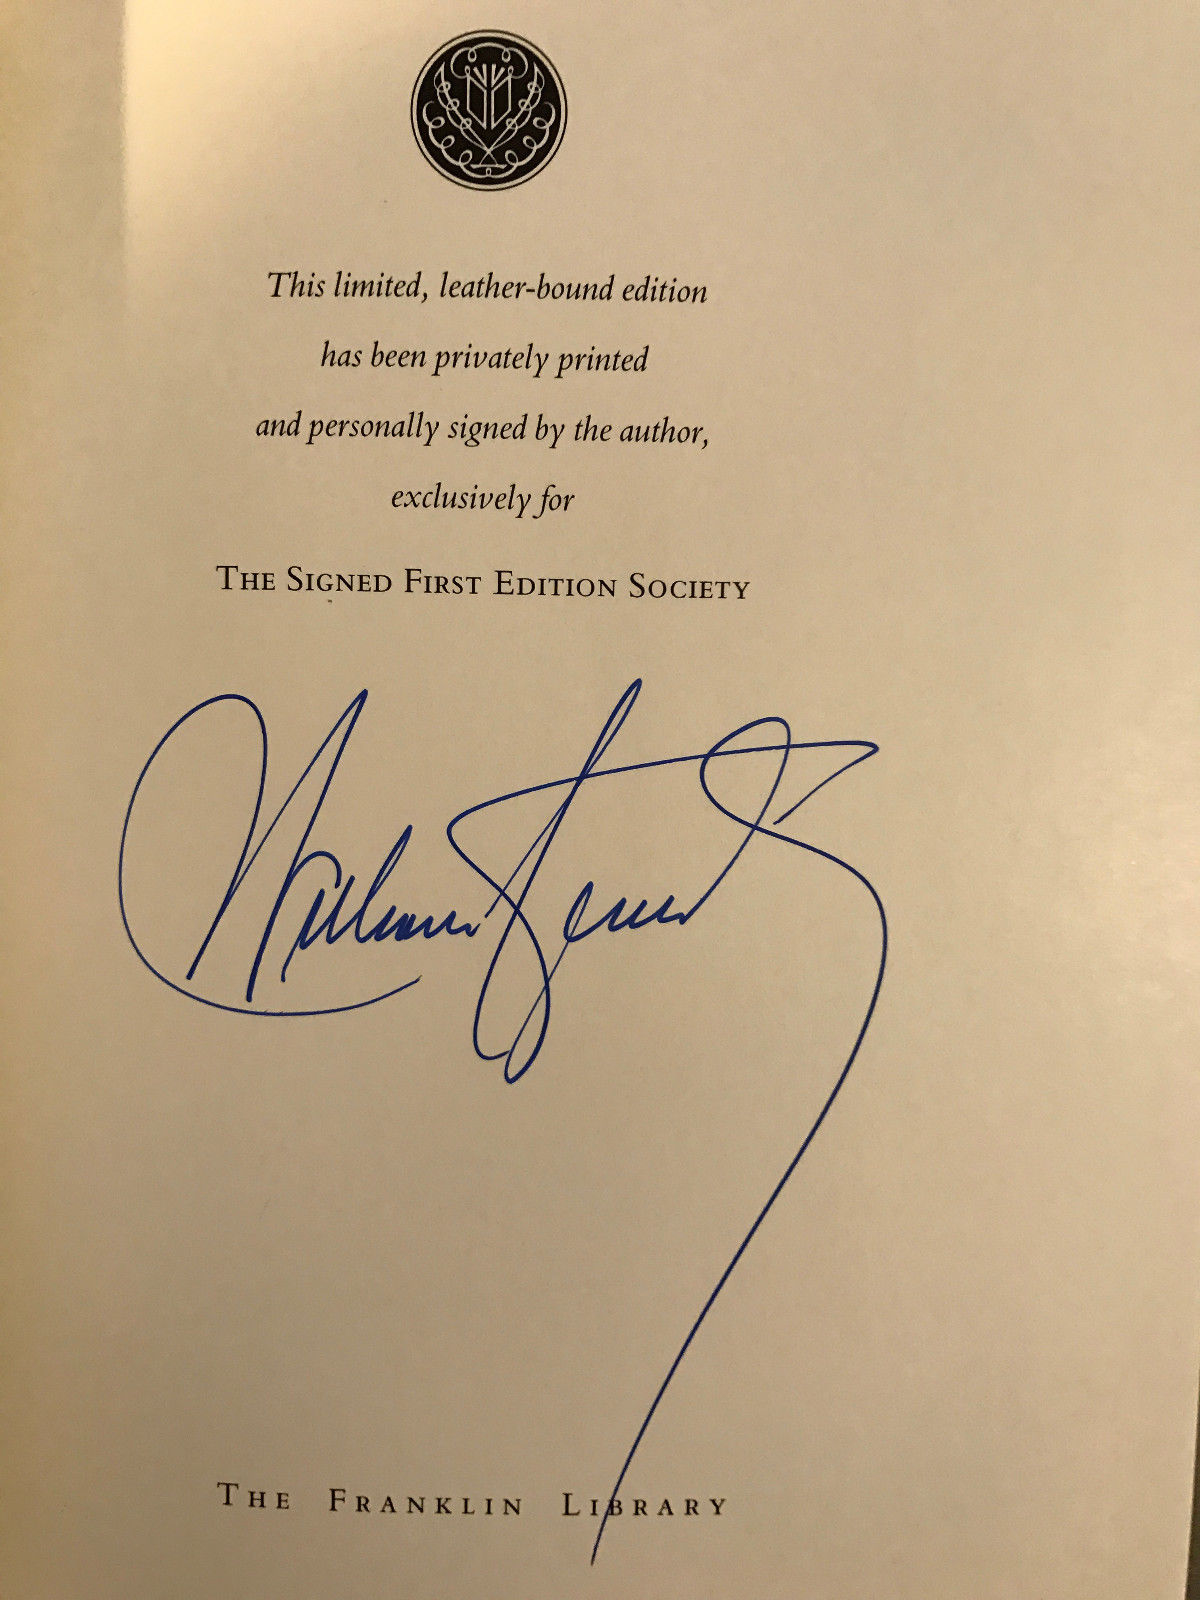 This limited, leather-bound edition
has been privately printed
and personally signed by the author,
exclusively for
THE SIGNED FIRST EDITION SOCIETY
William
THE FRANKLIN LIBRARY